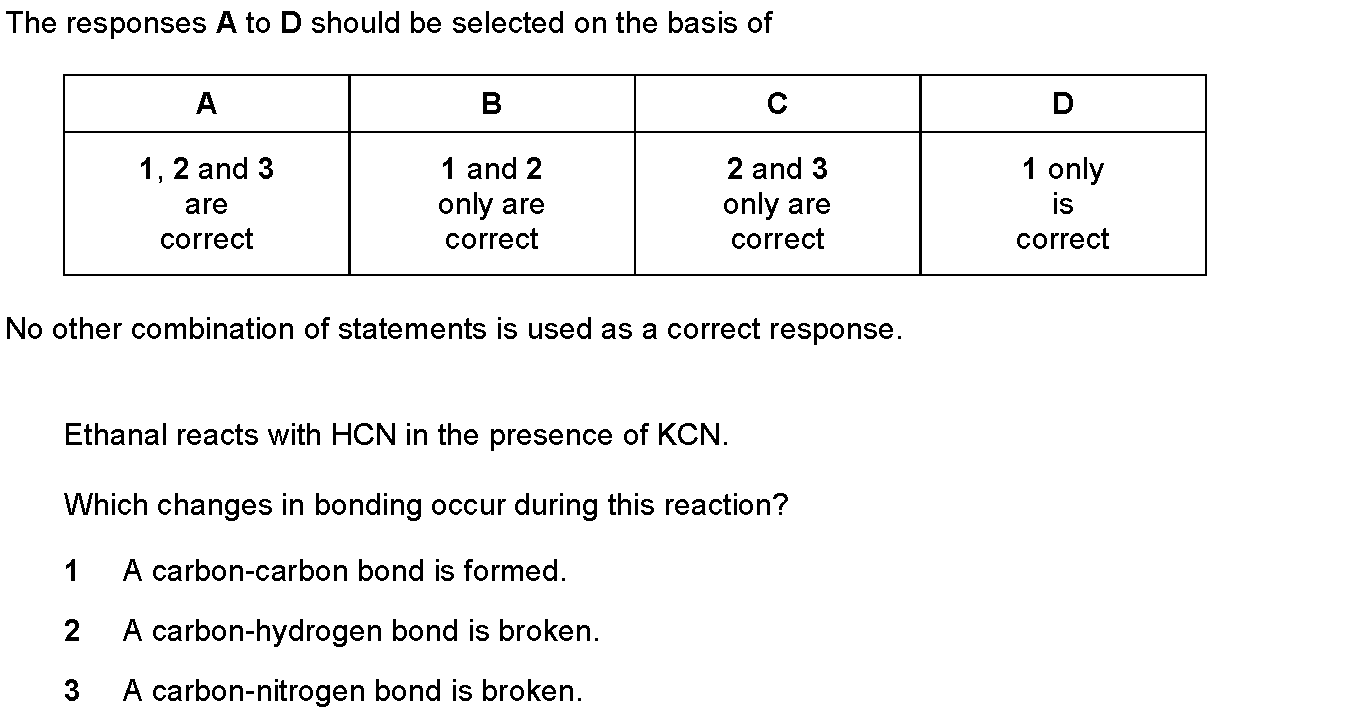 The responses A to D should be selected on the basis of
A B C D
1, 2 and 3 1 and 2 2 and 3 1 only
are only are only are is
correct correct correct correct
No other combination of statements is used as a correct response.
Ethanal reacts with HCN in the presence of KCN.
Which changes in bonding occur during this reaction?
1 A carbon-carbon bond is formed.
2 A carbon-hydrogen bond is broken.
3 A carbon-nitrogen bond is broken.